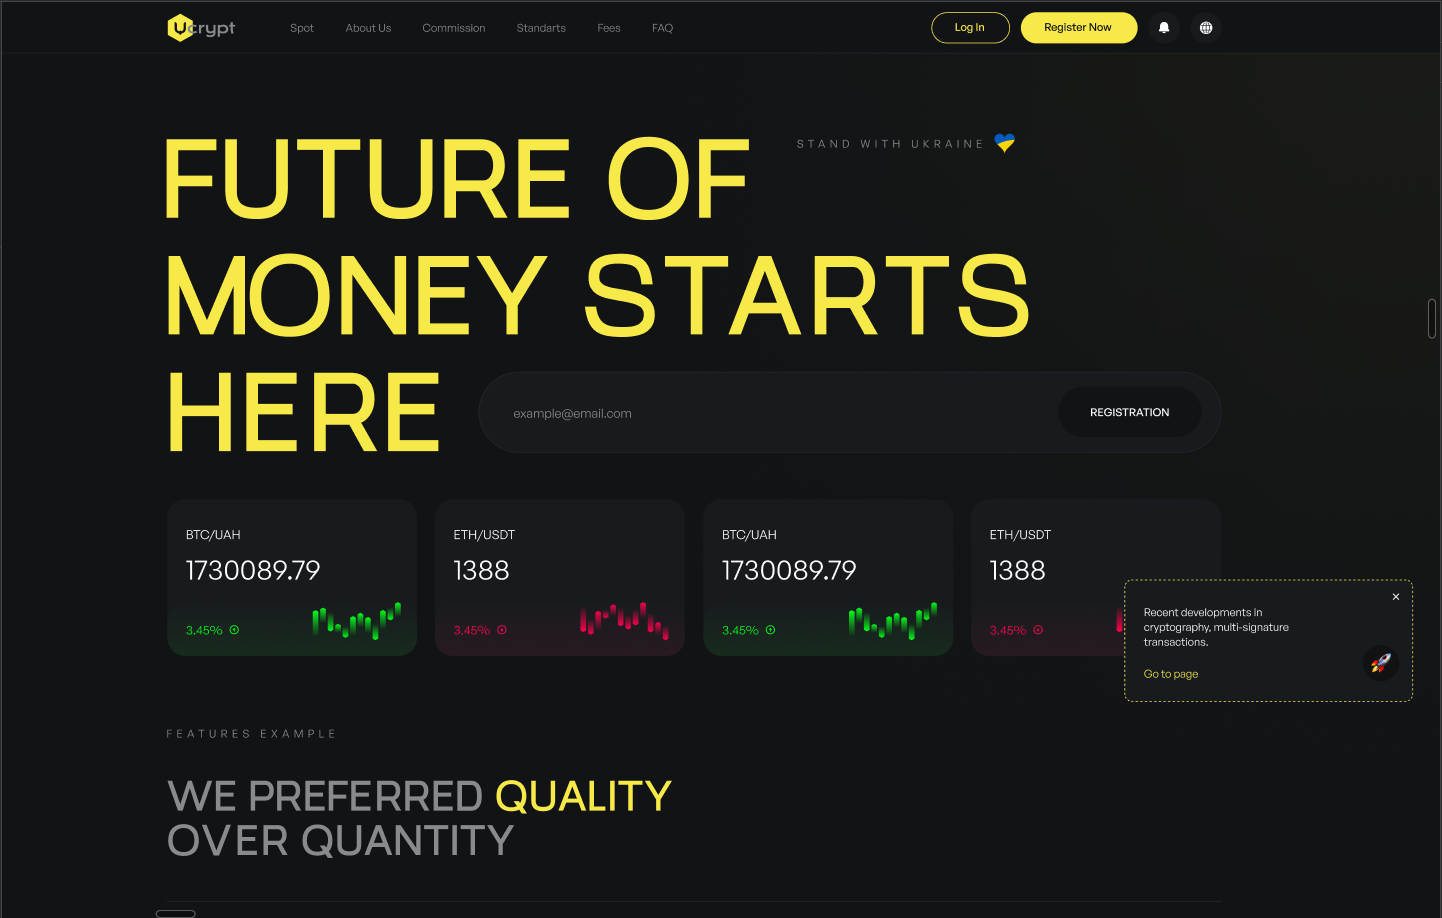 Ucrypt
Spot
About Us
Commission
Standarts
Fees
FAQ
Log In
Register Now
FUTURE OF
STAND WITH UKRAINE
MONEY STARTS
HERE
example@email.com
REGISTRATION
BTC/UAH
1730089.79
3.45%
ETH/USDT
1388
3.45%
BTC/UAH
1730089.79
3.45%
ETH/USDT
1388
3.45%
Recent developments in
cryptography, multi-signature
transactions.
Go to page
FEATURES EXAMPLE
WE PREFERRED QUALITY
OVER QUANTITY